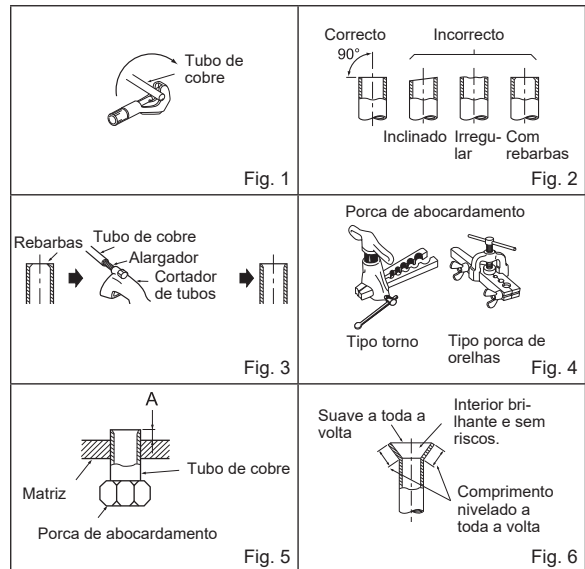 Tubo de
cobre
Fig. 1
Correcto
Incorrecto
90°
Inclinado
Irregu-
lar
Com
rebarbas
Fig. 2
Rebarbas
Tubo de cobre
Alargador
Cortador
de tubos
Fig. 3
Porca de abocardamento
Tipo torno
Tipo porca de
orelhas
Fig. 4
A
Tubo de cobre
Matriz
Porca de abocardamento
Fig. 5
Suave a toda a
volta
Interior bri-
lhante e sem
riscos.
Comprimento
nivelado a
toda a volta
Fig. 6